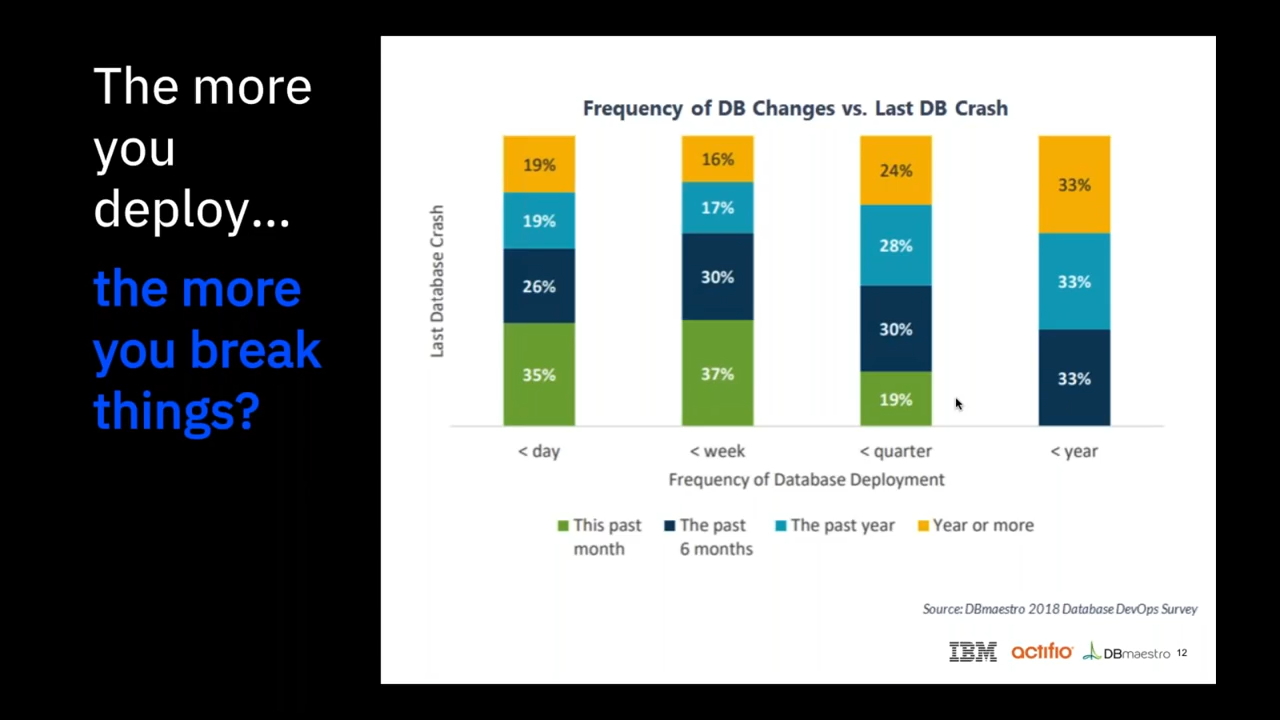 The more
you
deploy...
the more
you break
things?
Frequency of DB Changes vs. Last DB Crash
Last Database Crash
19%
16%
24%
33%
19%
17%
28%
33%
26%
30%
30%
33%
35%
37%
19%
< day
< week
< quarter
< year
Frequency of Database Deployment
This past
month
The past
6 months
The past year
Year or more
Source: DBmaestro 2018 Database DevOps Survey
IBM actifio DBmaestro 12